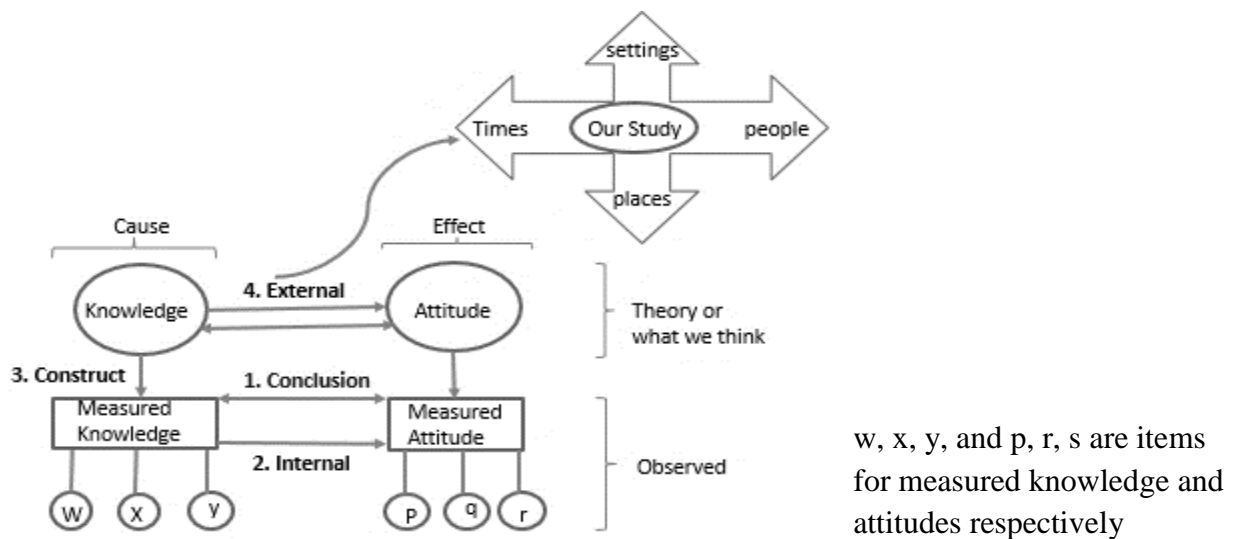 settings
Times
Our Study
people
places
Cause
Effect
Knowledge
4. External
Attitude
Theory or
what we think
3. Construct
1. Conclusion
Measured
Knowledge
Measured
Attitude
2. Internal
Observed
W
X
y
p
q
r
w, x, y, and p, r, s are items
for measured knowledge and
attitudes respectively